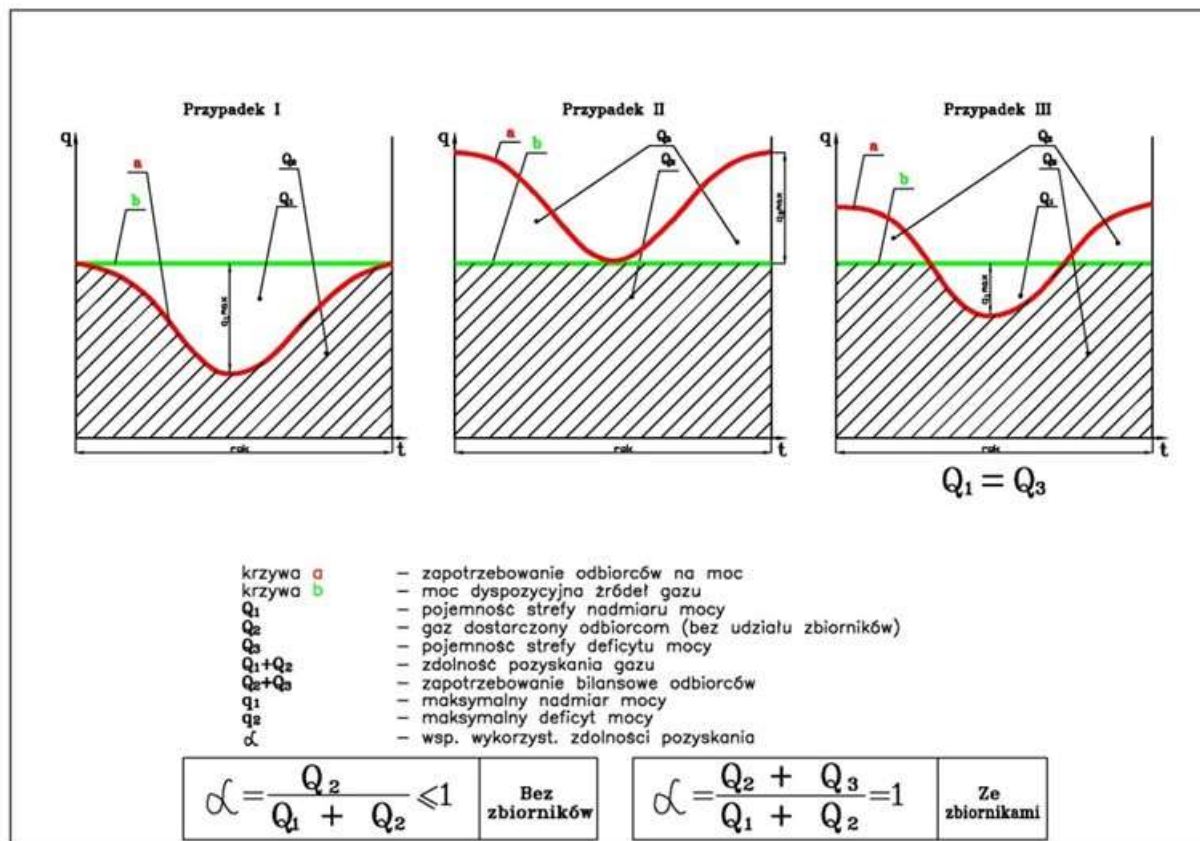 Przypadek I
q
a
b
Q₂
Q₁
q₁max
rok
t
Przypadek II
a
b
Q₃
Q₂
q₂max
rok
t
Przypadek III
q
a
b
Q₃
Q₂
Q₁
q₁max
rok
t
Q₁ = Q₃
krzywa a – zapotrzebowanie odbiorców na moc
krzywa b – moc dyspozycyjna źródeł gazu
Q₁ – pojemność strefy nadmiaru mocy
Q₂ – gaz dostarczony odbiorcom (bez udziału zbiorników)
Q₃ – pojemność strefy deficytu mocy
Q₁+Q₂ – zdolność pozyskania gazu
Q₂+Q₃ – zapotrzebowanie bilansowe odbiorców
q₁ – maksymalny nadmiar mocy
q₂ – maksymalny deficyt mocy
α – wsp. wykorzyst. zdolności pozyskania
α = Q₂ / (Q₁ + Q₂) ⩽ 1
Bez
zbiorników
α = (Q₂ + Q₃) / (Q₁ + Q₂) = 1
Ze
zbiornikami